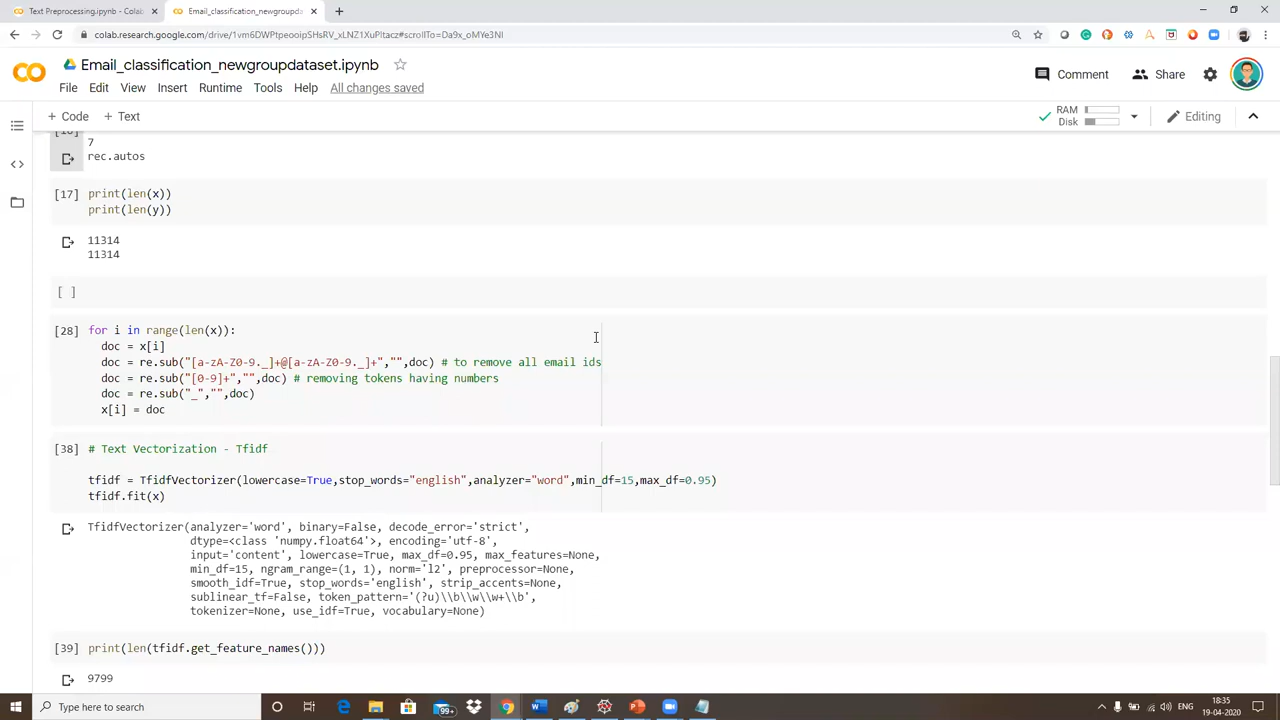 Text Preprocessing.ipynb - Colab
Email_classification_newgroupda
colab.research.google.com
Email_classification_newgroupdataset.ipynb
File Edit View Insert Runtime Tools Help All changes saved
Comment Share
+ Code + Text
RAM
Disk
Editing
7
rec.autos
[17] print(len(x))
print(len(y))
11314
11314
[ ]
[28] for i in range(len(x)):
doc = x[i]
doc = re.sub("[a-zA-Z0-9._]+@[a-zA-Z0-9._]+","",doc) # to remove all email ids
doc = re.sub("[0-9]+","",doc) # removing tokens having numbers
doc = re.sub("_","",doc)
x[i] = doc
[38] # Text Vectorization - Tfidf
tfidf = TfidfVectorizer(lowercase=True,stop_words="english",analyzer="word",min_df=15,max_df=0.95)
tfidf.fit(x)
TfidfVectorizer(analyzer='word', binary=False, decode_error='strict',
dtype=<class 'numpy.float64'>, encoding='utf-8',
input='content', lowercase=True, max_df=0.95, max_features=None,
min_df=15, ngram_range=(1, 1), norm='l2', preprocessor=None,
smooth_idf=True, stop_words='english', strip_accents=None,
sublinear_tf=False, token_pattern='(?u)\\b\\w\\w+\\b',
tokenizer=None, use_idf=True, vocabulary=None)
[39] print(len(tfidf.get_feature_names()))
9799
Type here to search
99+
ENG
18:35
19-04-2020